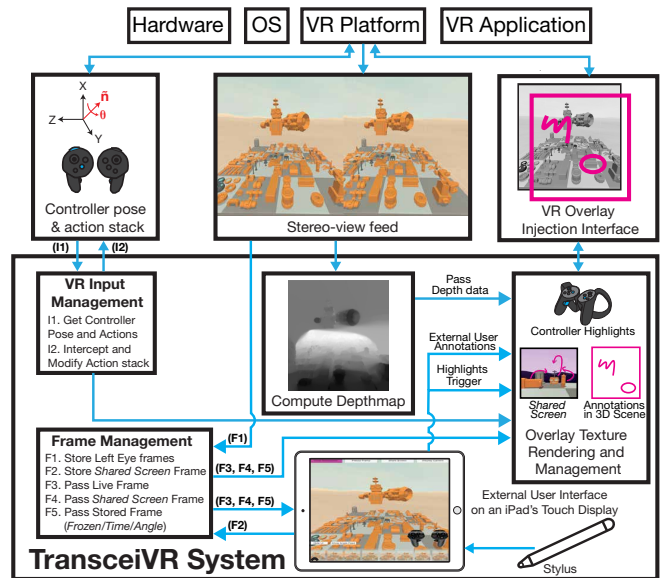 Hardware
OS
VR Platform
VR Application
X
n̄
θ
Z
Y
Controller pose
& action stack
Stereo-view feed
VR Overlay
Injection Interface
(I1)
(I2)
VR Input
Management
I1. Get Controller
Pose and Actions
I2. Intercept and
Modify Action stack
Compute Depthmap
Pass
Depth data
External User
Annotations
Highlights
Trigger
Controller Highlights
Shared
Screen
Annotations
in 3D Scene
Overlay Texture
Rendering and
Management
(F1)
Frame Management
F1. Store Left Eye frames
F2. Store Shared Screen Frame
F3. Pass Live Frame
F4. Pass Shared Screen Frame
F5. Pass Stored Frame
(Frozen/Time/Angle)
(F3, F4, F5)
(F3, F4, F5)
(F2)
External User Interface
on an iPad's Touch Display
Stylus
TransceiVR System